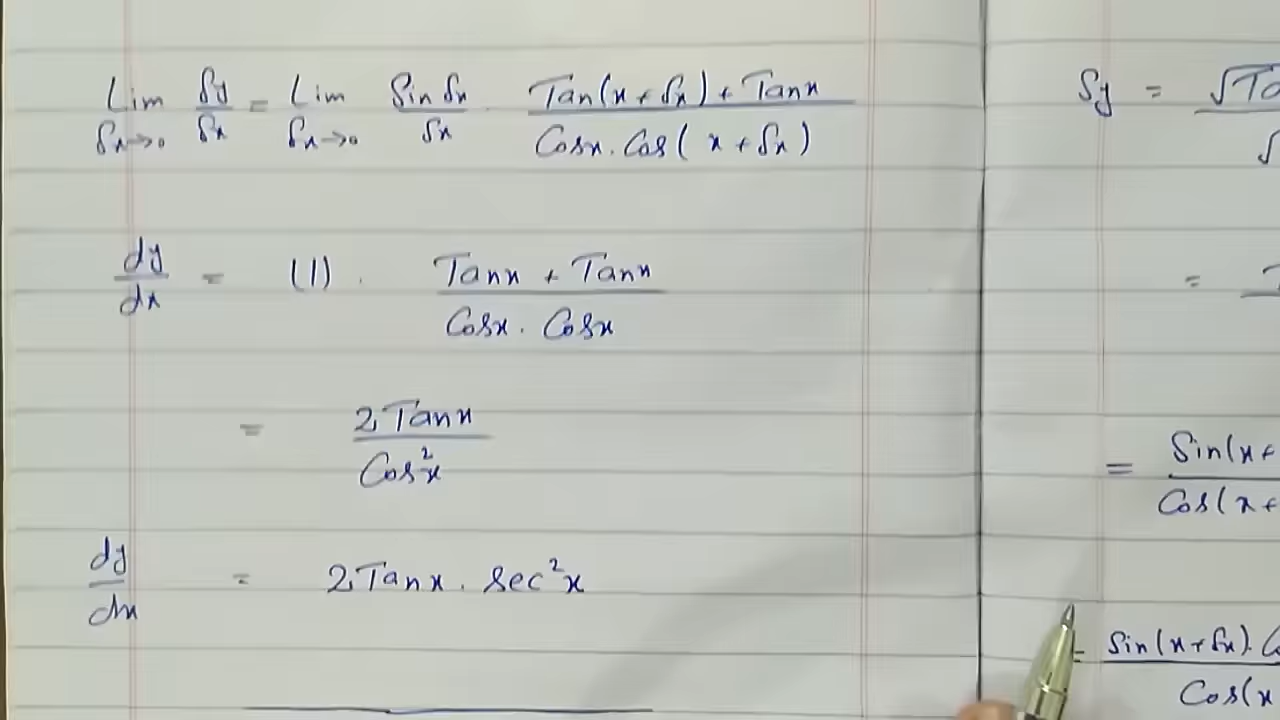 Lim δx→0 δy/δx = Lim δx→0 Sin δx/δx . Tan(x + δx) + Tanx / Cosx . Cos( x + δx)
dy/dx = (1) . Tanx + Tanx / Cosx . Cosx
= 2 Tanx / Cos²x
dy/dx = 2 Tanx . sec²x
δy =
=
= Sin(x+ / Cos(x+
= Sin(x+δx). / Cos(x